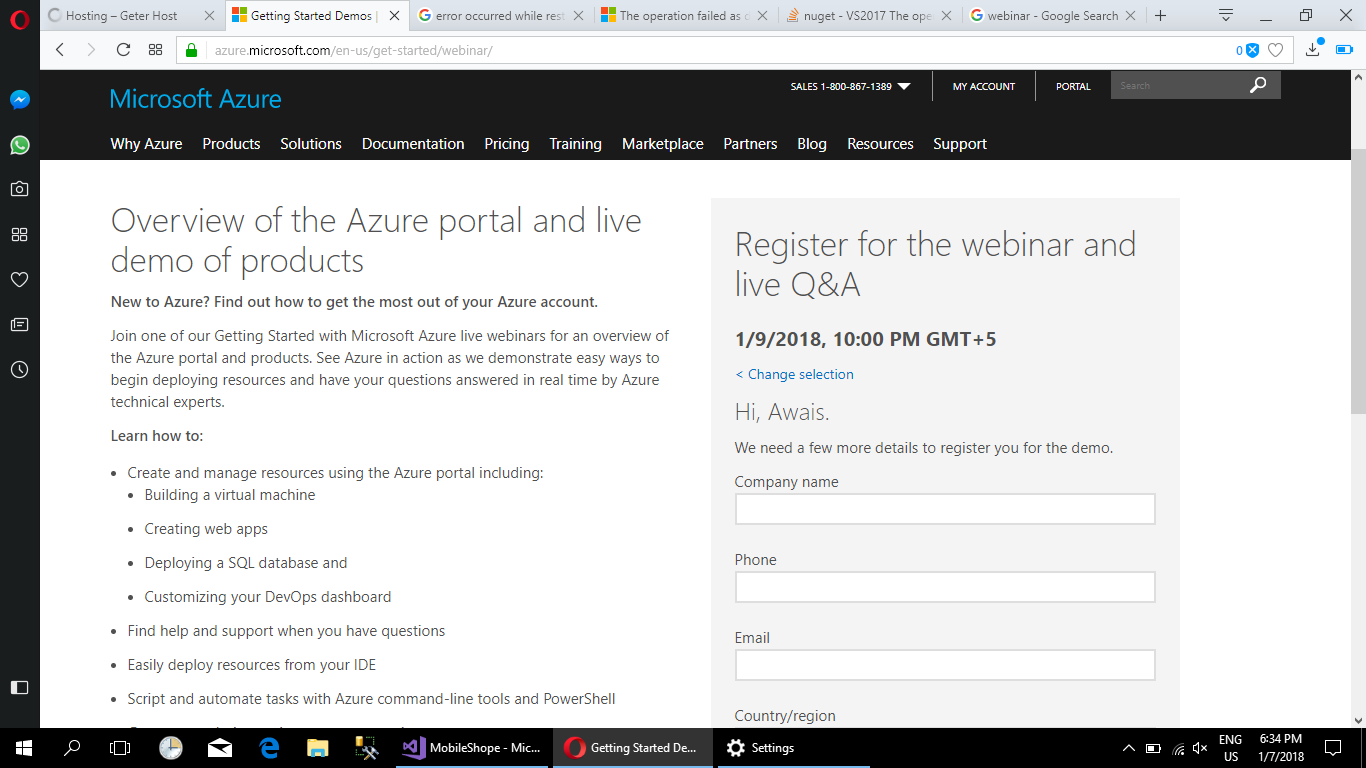 Hosting – Geter Host
Getting Started Demos |
error occurred while rest
The operation failed as d
nuget - VS2017 The ope
webinar - Google Search
azure.microsoft.com/en-us/get-started/webinar/
0
SALES 1-800-867-1389
MY ACCOUNT
PORTAL
Search
Microsoft Azure
Why Azure Products Solutions Documentation Pricing Training Marketplace Partners Blog Resources Support
Overview of the Azure portal and live
demo of products
New to Azure? Find out how to get the most out of your Azure account.
Join one of our Getting Started with Microsoft Azure live webinars for an overview of
the Azure portal and products. See Azure in action as we demonstrate easy ways to
begin deploying resources and have your questions answered in real time by Azure
technical experts.
Learn how to:
• Create and manage resources using the Azure portal including:
• Building a virtual machine
• Creating web apps
• Deploying a SQL database and
• Customizing your DevOps dashboard
• Find help and support when you have questions
• Easily deploy resources from your IDE
• Script and automate tasks with Azure command-line tools and PowerShell
Register for the webinar and
live Q&A
1/9/2018, 10:00 PM GMT+5
< Change selection
Hi, Awais.
We need a few more details to register you for the demo.
Company name
Phone
Email
Country/region
MobileShope - Mic...
Getting Started De...
Settings
ENG
US
6:34 PM
1/7/2018